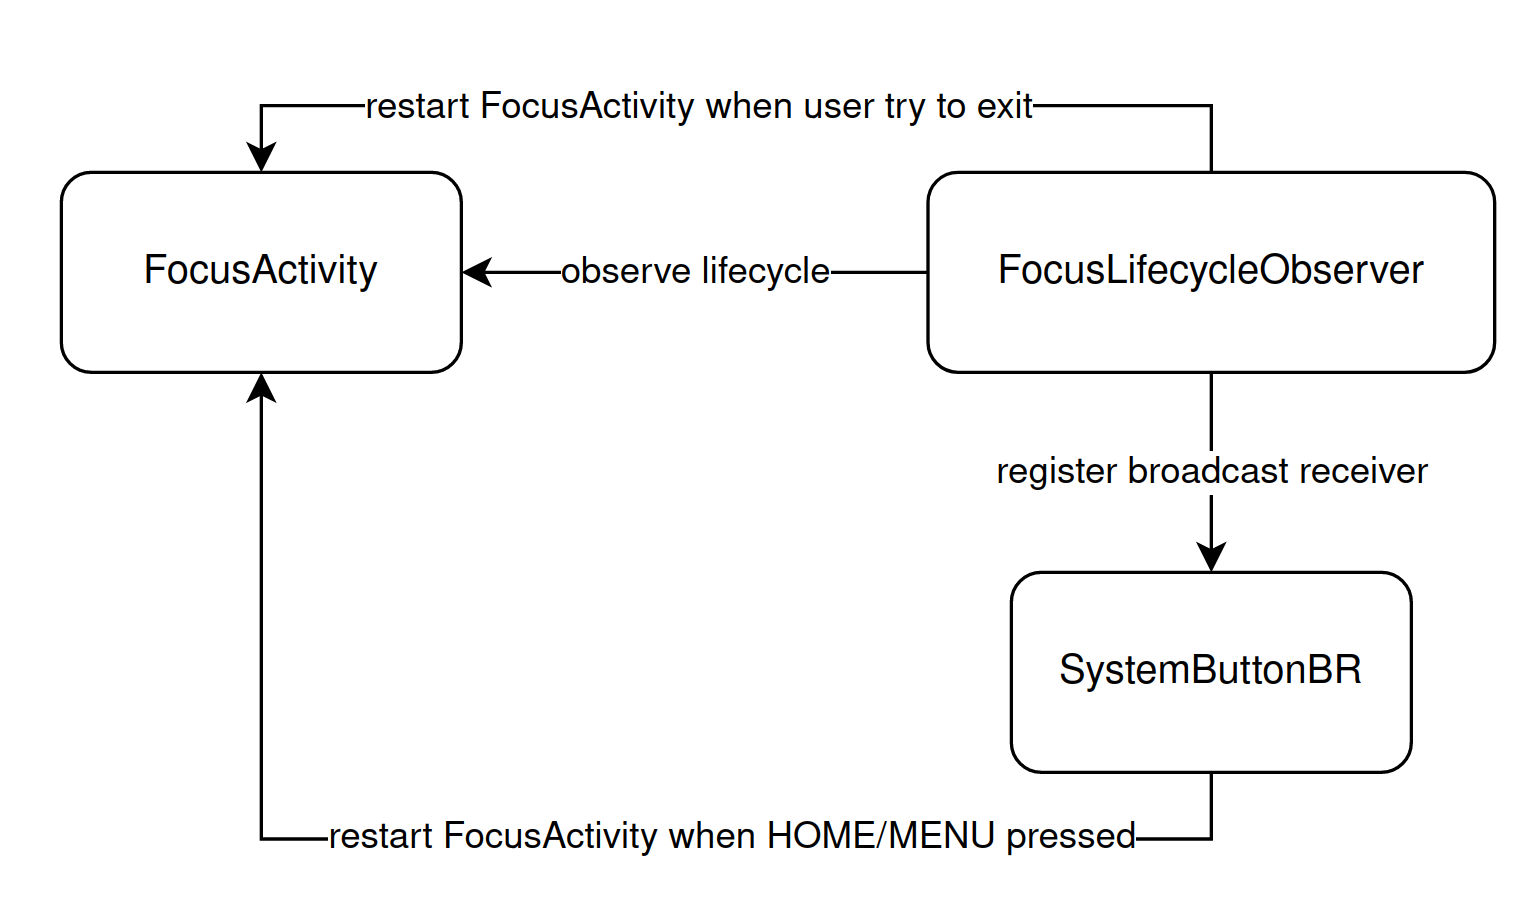 restart FocusActivity when user try to exit
FocusActivity
observe lifecycle
FocusLifecycleObserver
register broadcast receiver
SystemButtonBR
restart FocusActivity when HOME/MENU pressed